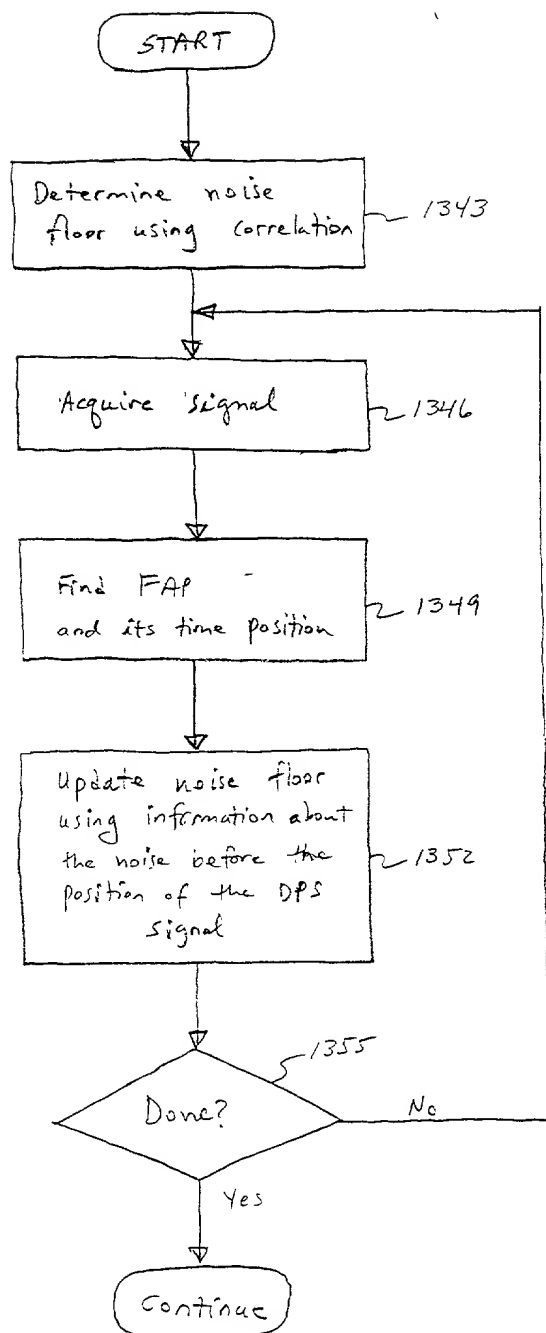 START
Determine noise
floor using correlation
1343
Acquire signal
1346
Find FAP
and its time position
1349
Update noise floor
using information about
the noise before the
position of the DPS
signal
1352
1355
Done?
No
Yes
Continue